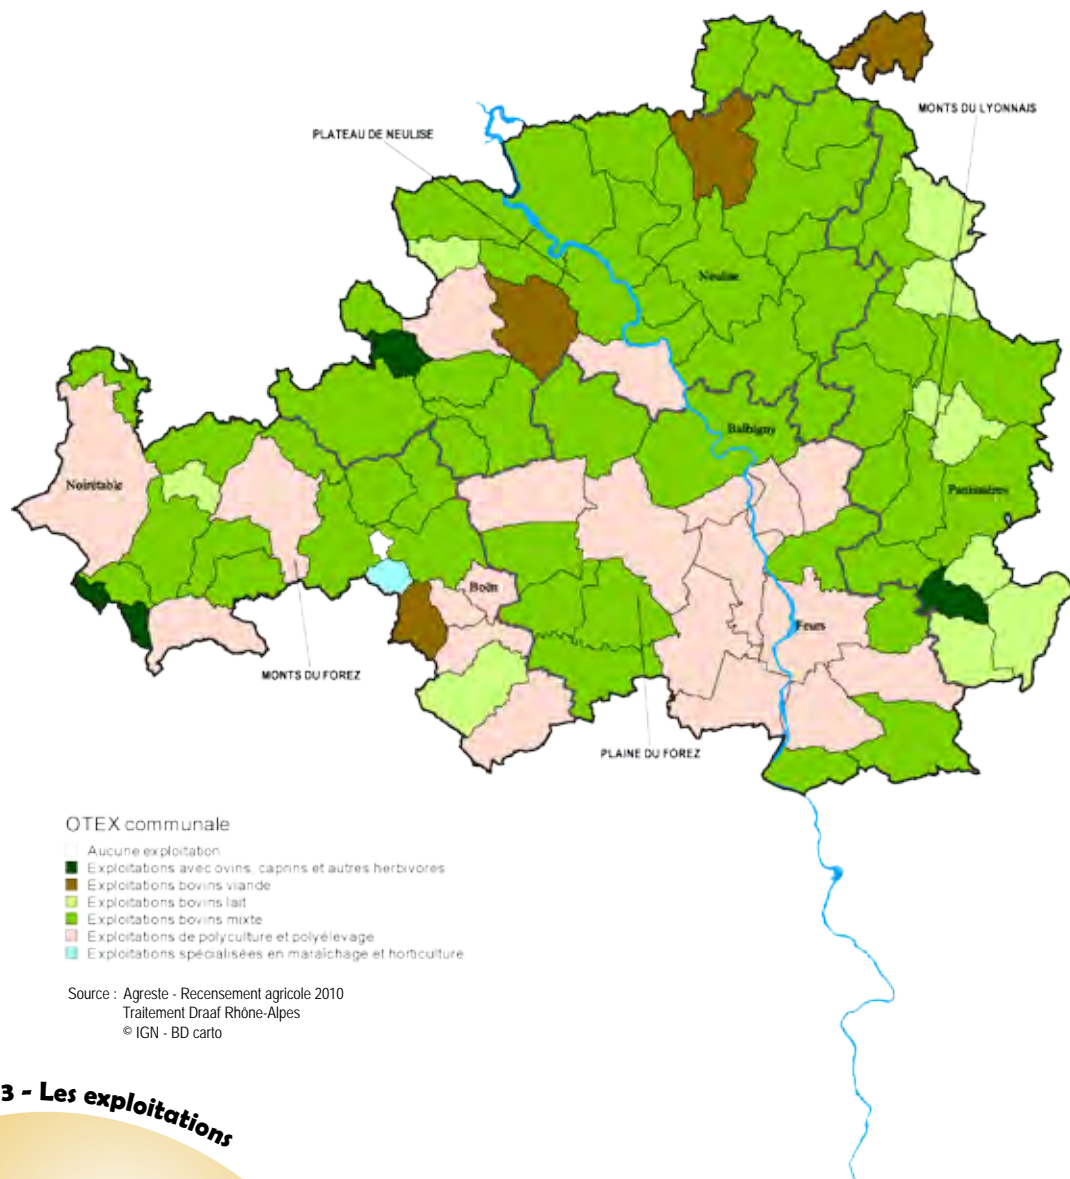 MONTS DU LYONNAIS
PLATEAU DE NEULISE
Neulise
Balbigny
Noirétable
Pannissières
Boën
Feurs
MONTS DU FOREZ
PLAINE DU FOREZ
OTEX communale
Aucune exploitation
Exploitations avec ovins, caprins et autres herbivores
Exploitations bovins viande
Exploitations bovins lait
Exploitations bovins mixte
Exploitations de polyculture et polyélevage
Exploitations spécialisées en maraîchage et horticulture
Source : Agreste - Recensement agricole 2010
Traitement Draaf Rhône-Alpes
© IGN - BD carto
3 - Les exploitations